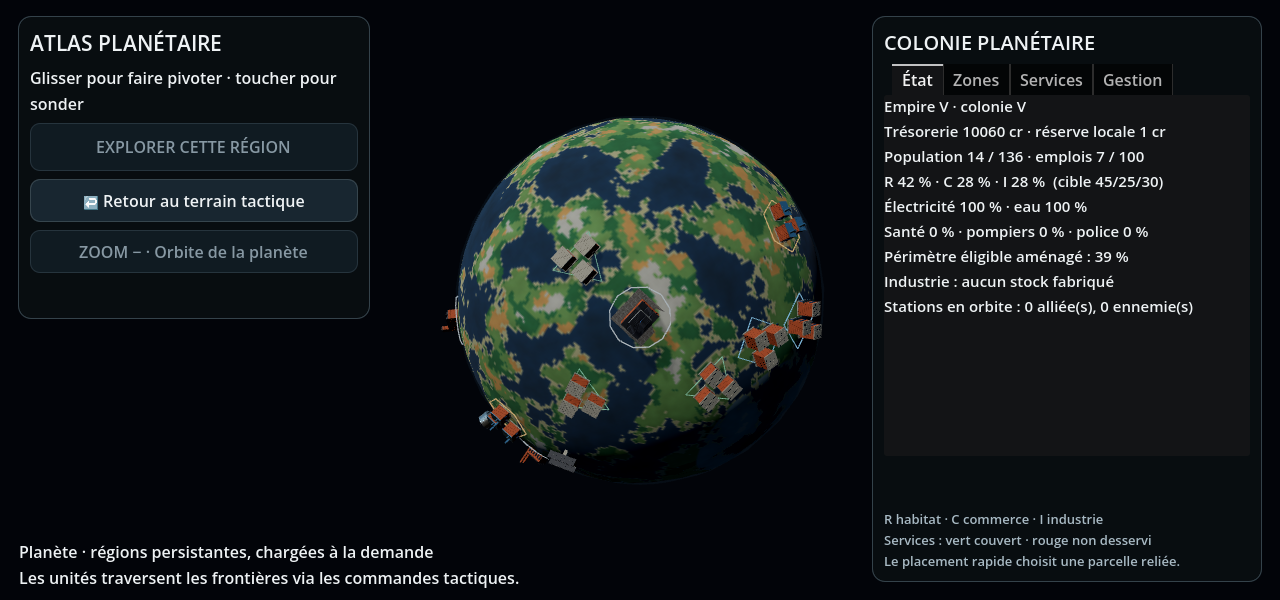 ATLAS PLANÉTAIRE
Glisser pour faire pivoter · toucher pour
sonder
EXPLORER CETTE RÉGION
↩ Retour au terrain tactique
ZOOM − · Orbite de la planète
COLONIE PLANÉTAIRE
État Zones Services Gestion
Empire V · colonie V
Trésorerie 10060 cr · réserve locale 1 cr
Population 14 / 136 · emplois 7 / 100
R 42 % · C 28 % · I 28 % (cible 45/25/30)
Électricité 100 % · eau 100 %
Santé 0 % · pompiers 0 % · police 0 %
Périmètre éligible aménagé : 39 %
Industrie : aucun stock fabriqué
Stations en orbite : 0 alliée(s), 0 ennemie(s)
R habitat · C commerce · I industrie
Services : vert couvert · rouge non desservi
Le placement rapide choisit une parcelle reliée.
Planète · régions persistantes, chargées à la demande
Les unités traversent les frontières via les commandes tactiques.